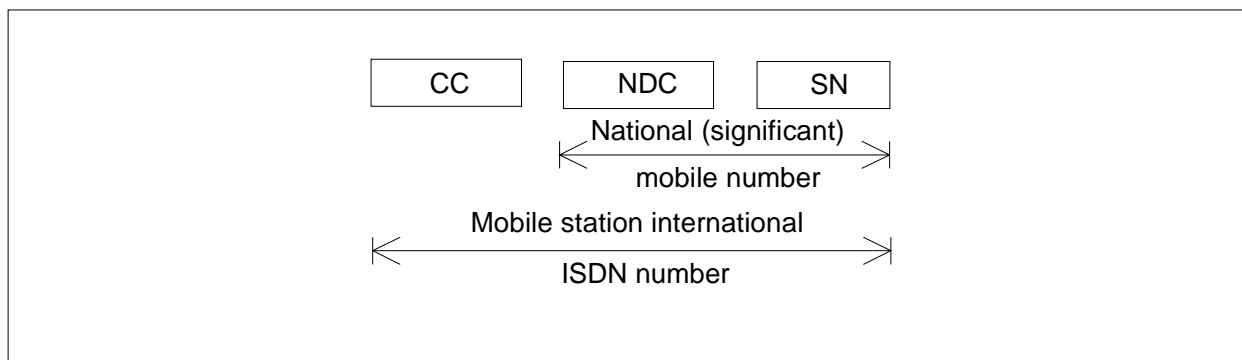 CC NDC SN
National (significant)
mobile number
Mobile station international
ISDN number